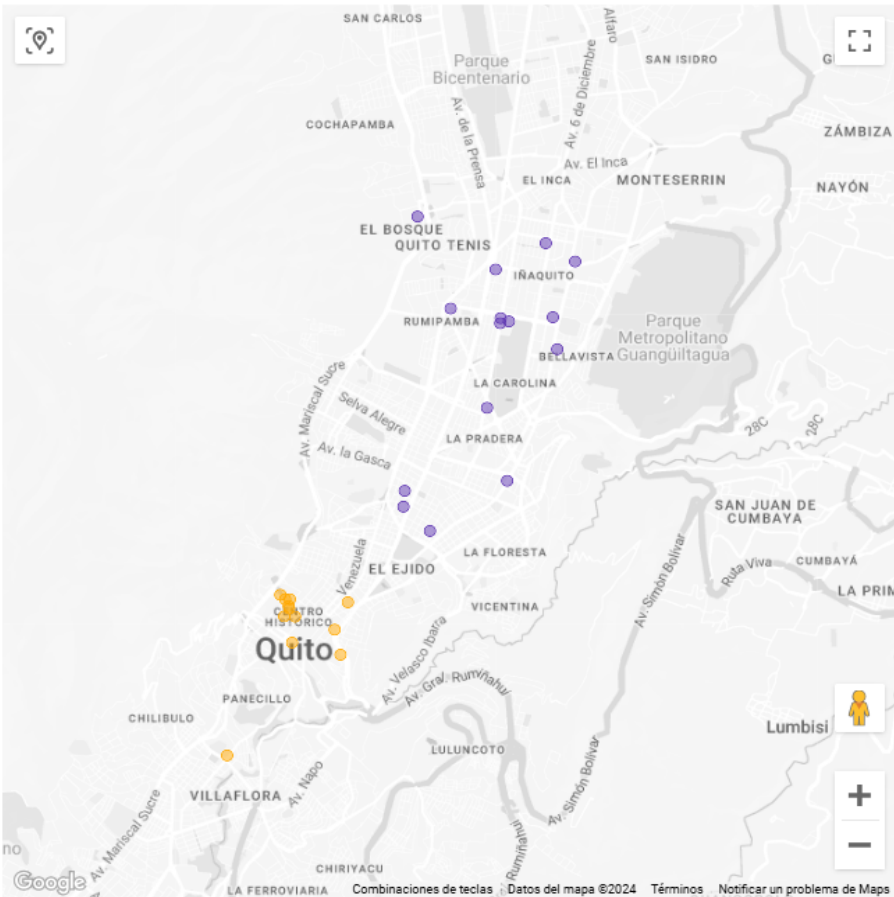 SAN CARLOS
Alfaro
Parque
Bicentenario
SAN ISIDRO
Av. 6 de Diciembre
COCHAPAMBA
Av. de la Prensa
ZÁMBIZA
Av. El Inca
EL INCA
MONTESERRIN
NAYÓN
EL BOSQUE
QUITO TENIS
IÑAQUITO
RUMIPAMBA
Parque
Metropolitano
Guangüiltagua
BELLAVISTA
LA CAROLINA
Av. Mariscal Sucre
Selva Alegre
28C
28C
LA PRADERA
Av. la Gasca
SAN JUAN DE
CUMBAYA
Venezuela
EL EJIDO
LA FLORESTA
Av. Simón Bolívar
Ruta Viva
CUMBAYÁ
LA PRIM
CENTRO
HISTÓRICO
VICENTINA
Quito
Av. Velasco Ibarra
Av. Gral. Rumiñahui
PANECILLO
CHILIBULO
Lumbisi
LULUNCOTO
Av. Simón Bolívar
VILLAFLORA
Av. Napo
Av. Mariscal Sucre
Av. Rumiñahui
no
CHIRIYACU
Google
LA FERROVIARIA
Combinaciones de teclas
Datos del mapa ©2024
Términos
Notificar un problema de Maps